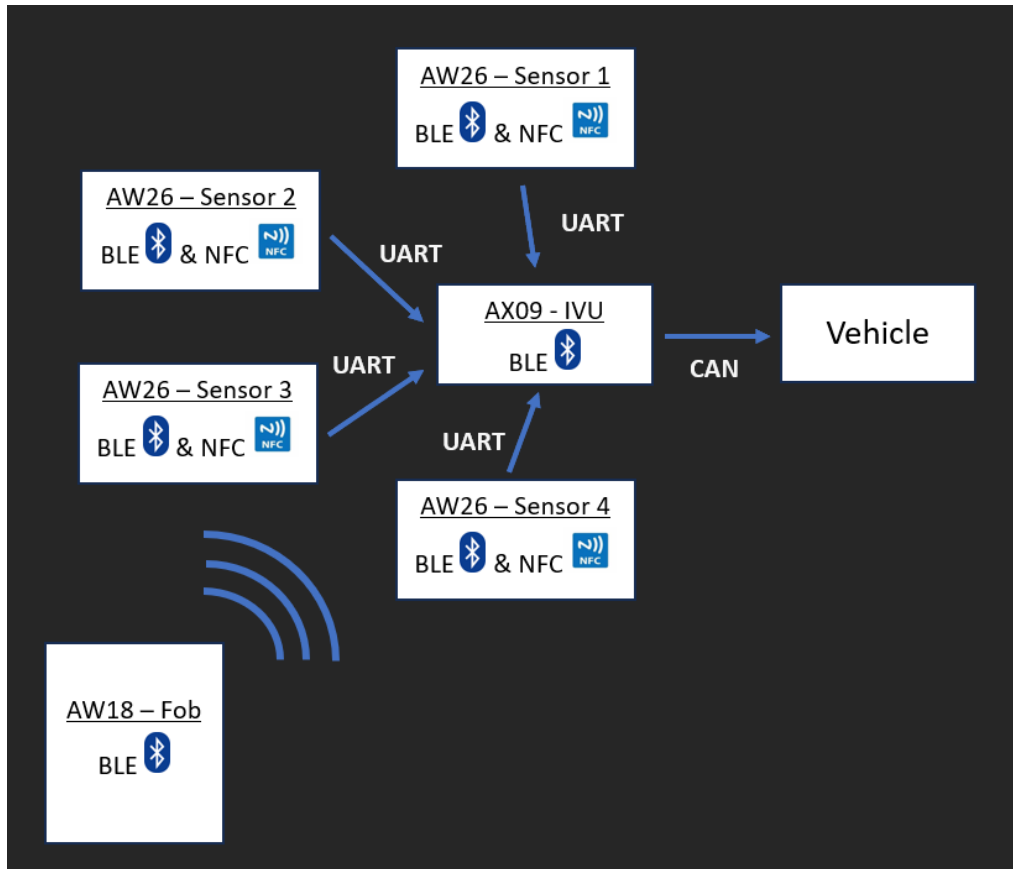 AW26 – Sensor 1
BLE & NFC NFC
UART
AW26 – Sensor 2
BLE & NFC NFC
UART
AX09 - IVU
BLE
CAN
Vehicle
AW26 – Sensor 3
BLE & NFC NFC
UART
UART
AW26 – Sensor 4
BLE & NFC NFC
AW18 – Fob
BLE